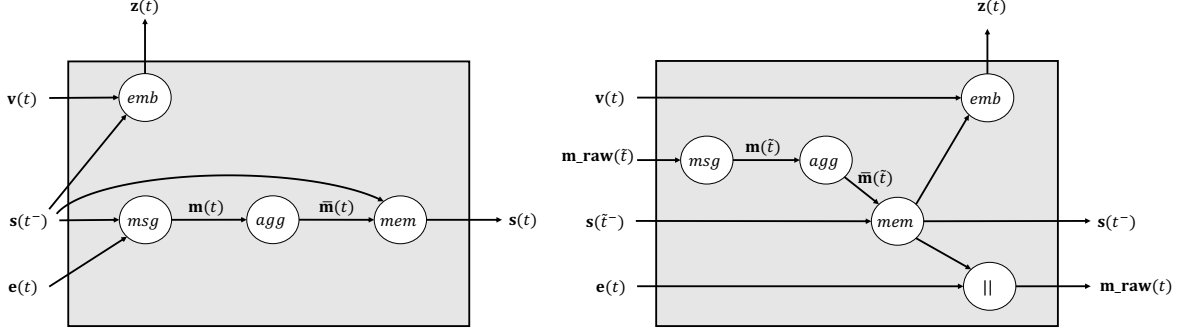 𝐳(𝑡)
𝐯(𝑡)
𝑒𝑚𝑏
𝐬(𝑡⁻)
𝑚𝑠𝑔
𝐦(𝑡)
𝑎𝑔𝑔
𝐦̅(𝑡)
𝑚𝑒𝑚
𝐬(𝑡)
𝐞(𝑡)
𝐳(𝑡)
𝐯(𝑡)
𝑒𝑚𝑏
𝐦_𝐫𝐚𝐰(𝑡̃)
𝑚𝑠𝑔
𝐦(𝑡̃)
𝑎𝑔𝑔
𝐦̅(𝑡̃)
𝐬(𝑡̃⁻)
𝑚𝑒𝑚
𝐬(𝑡⁻)
𝐞(𝑡)
||
𝐦_𝐫𝐚𝐰(𝑡)